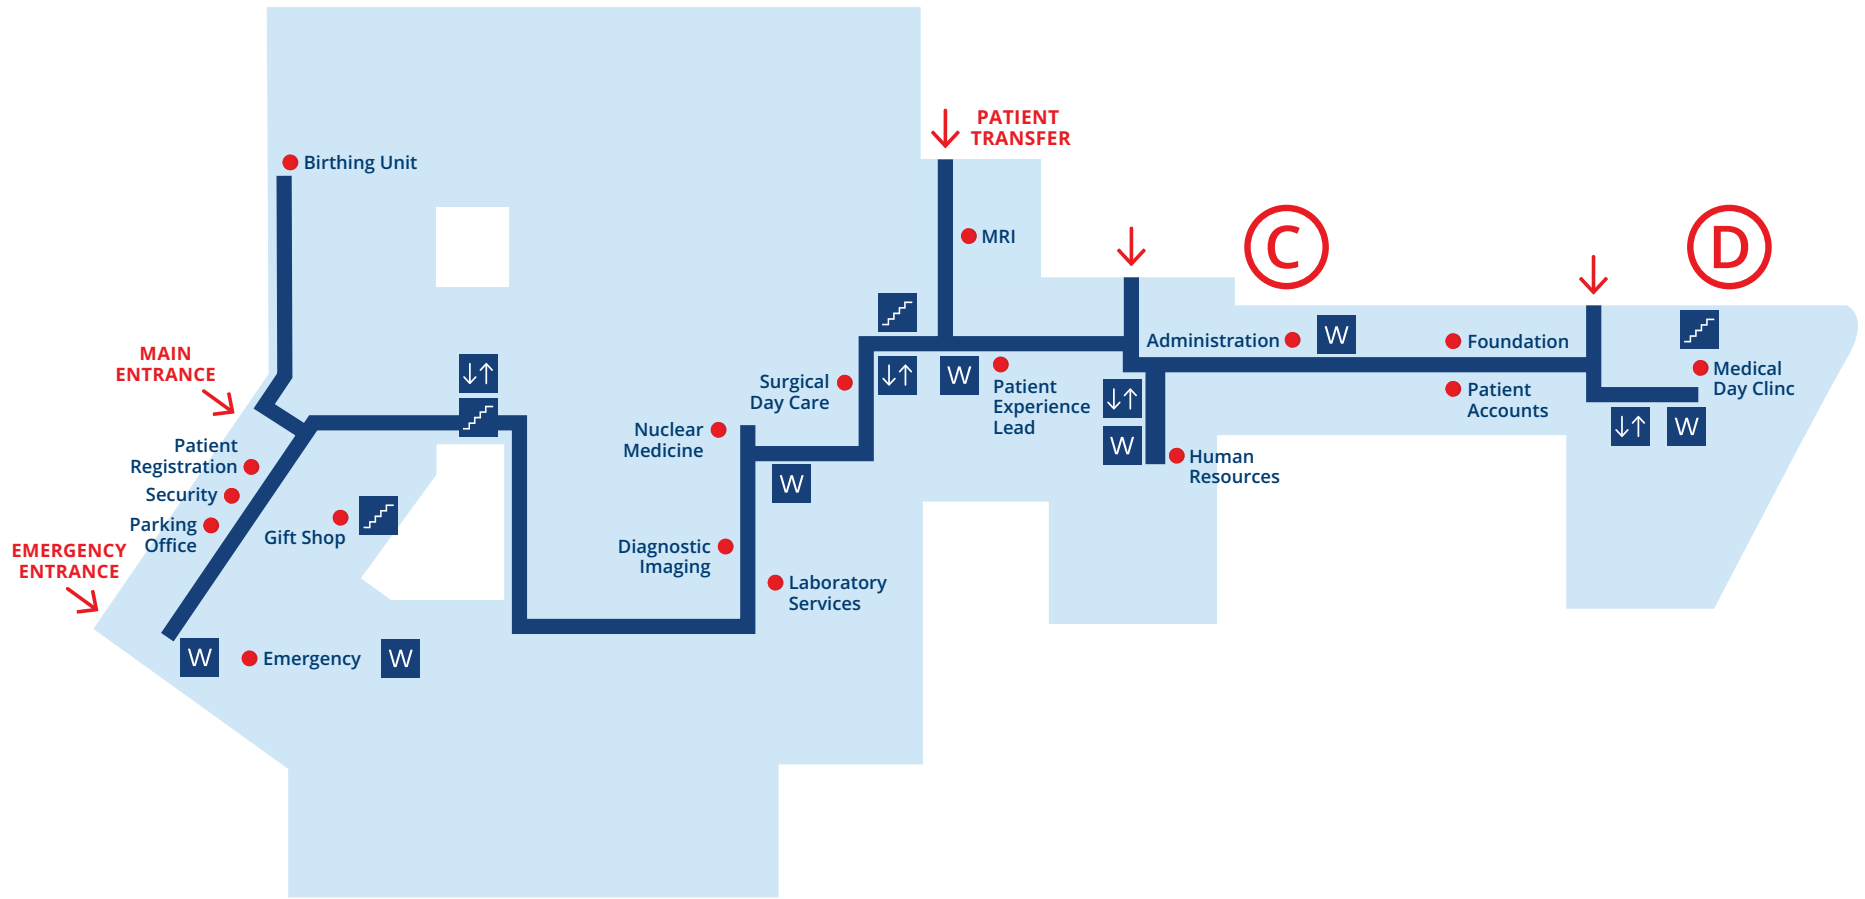 PATIENT
TRANSFER
Birthing Unit
C
D
MRI
MAIN
ENTRANCE
Administration
W
Foundation
Surgical
Day Care
W
Patient
Experience
Lead
Patient
Accounts
Medical
Day Clinc
Nuclear
Medicine
W
W
Human
Resources
W
Patient
Registration
Security
Parking
Office
Gift Shop
EMERGENCY
ENTRANCE
Diagnostic
Imaging
Laboratory
Services
W
Emergency
W